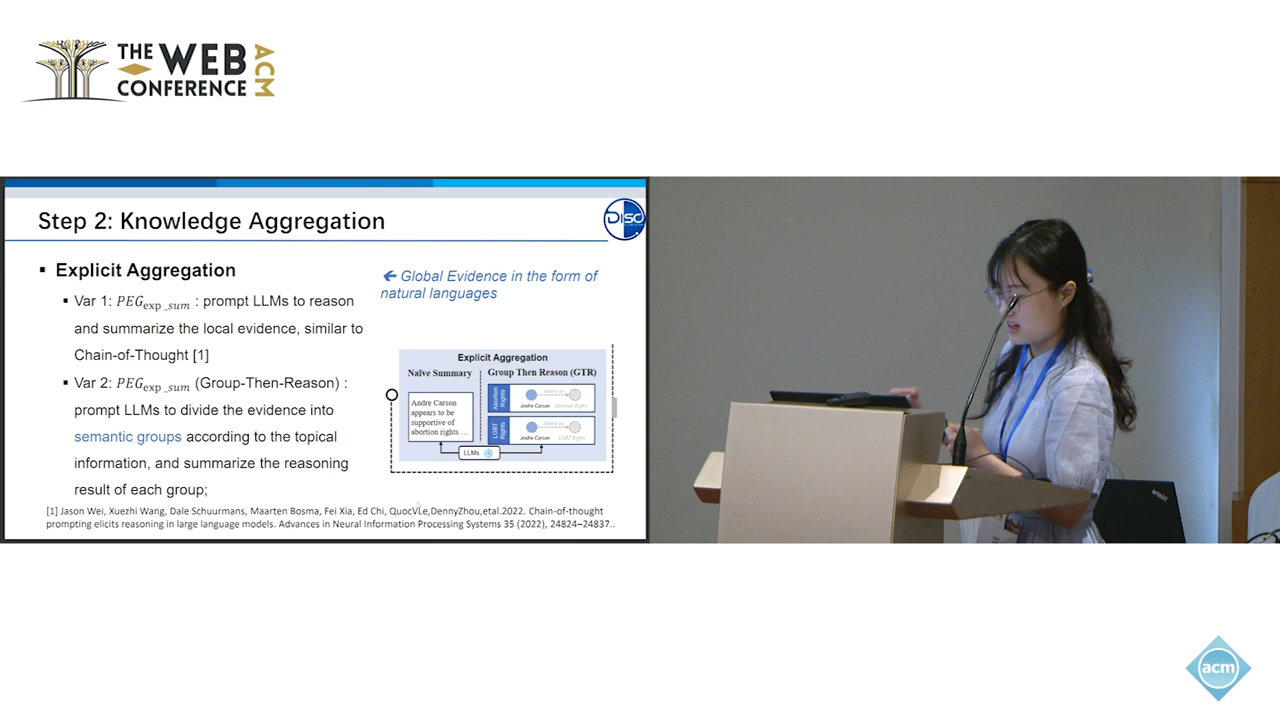 THE WEB
CONFERENCE
ACM
Step 2: Knowledge Aggregation
DISC
▪ Explicit Aggregation
▪ Var 1: PEG_exp_sum : prompt LLMs to reason
and summarize the local evidence, similar to
Chain-of-Thought [1]
▪ Var 2: PEG_exp_sum (Group-Then-Reason) :
prompt LLMs to divide the evidence into
semantic groups according to the topical
information, and summarize the reasoning
result of each group;
← Global Evidence in the form of
natural languages
Explicit Aggregation
Naïve Summary
Group Then Reason (GTR)
Andre Carson
appears to be
supportive of
abortion rights ...
Abortion
Rights
liberal on
Andre Carson
Abortion Rights
LGBT
Rights
liberal on
Andre Carson
LGBT Rights
LLMs
[1] Jason Wei, Xuezhi Wang, Dale Schuurmans, Maarten Bosma, Fei Xia, Ed Chi, QuocVLe,DennyZhou,etal.2022. Chain-of-thought
prompting elicits reasoning in large language models. Advances in Neural Information Processing Systems 35 (2022), 24824–24837..
ThinkPad
acm